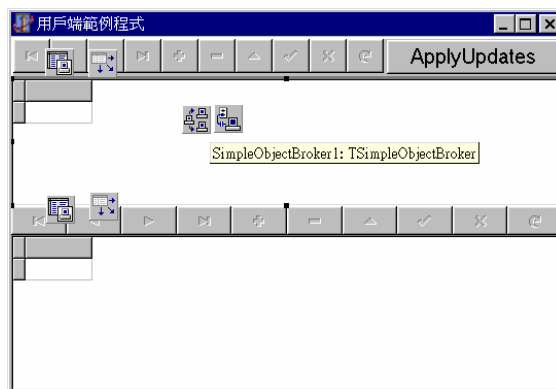 用戶端範例程式
ApplyUpdates
SimpleObjectBroker1: TSimpleObjectBroker